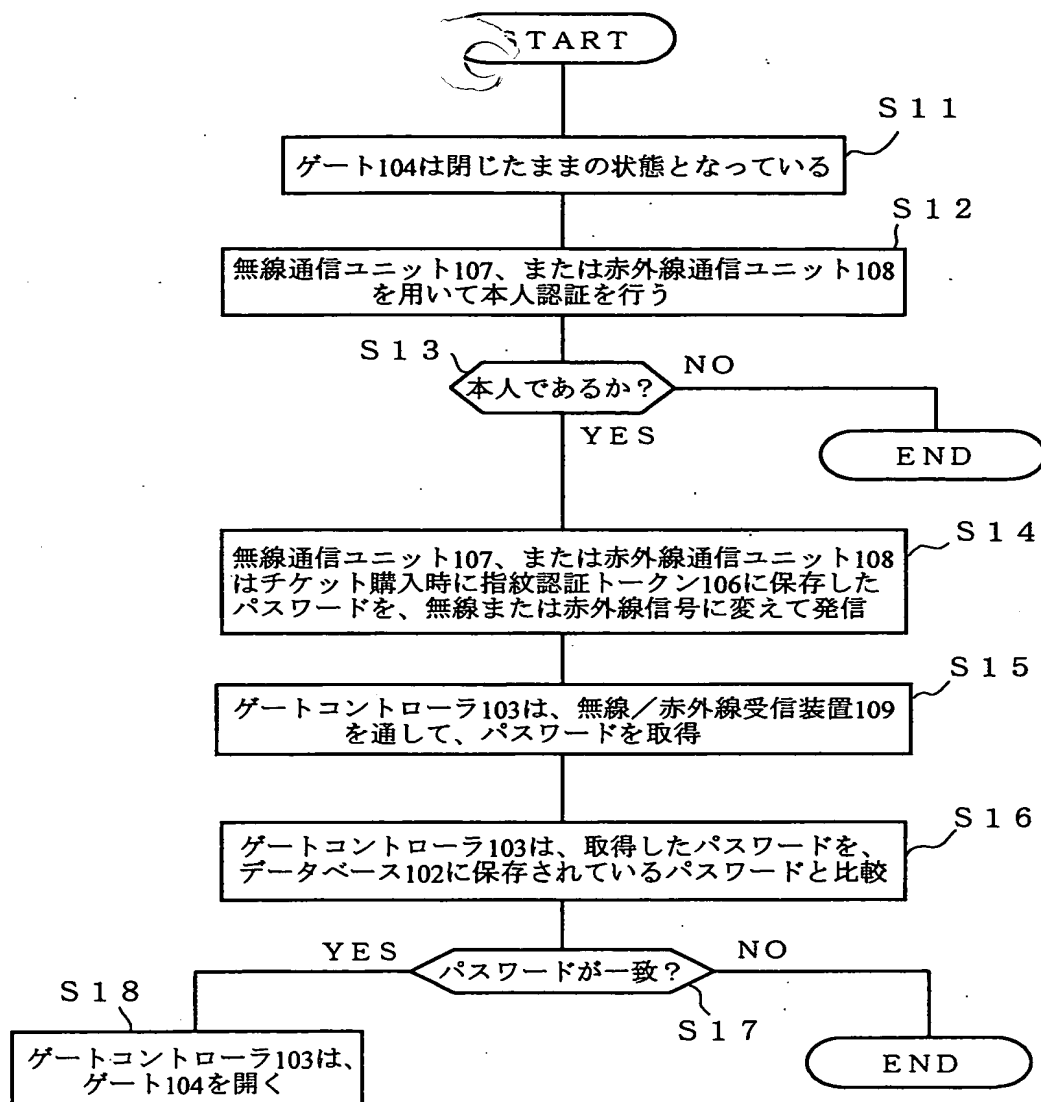 START
S11
ゲート104は閉じたままの状態となっている
S12
無線通信ユニット107、または赤外線通信ユニット108
を用いて本人認証を行う
S13
本人であるか?
NO
YES
END
S14
無線通信ユニット107、または赤外線通信ユニット108
はチケット購入時に指紋認証トークン106に保存した
パスワードを、無線または赤外線信号に変えて発信
S15
ゲートコントローラ103は、無線/赤外線受信装置109
を通して、パスワードを取得
S16
ゲートコントローラ103は、取得したパスワードを、
データベース102に保存されているパスワードと比較
YES
パスワードが一致?
NO
S17
S18
ゲートコントローラ103は、
ゲート104を開く
END